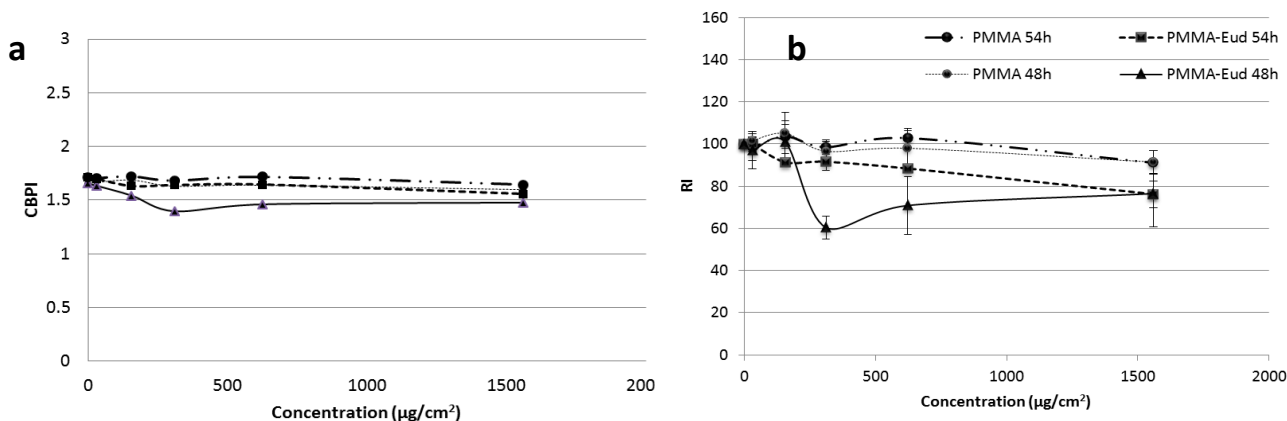 a
3
2.5
2
1.5
1
0.5
0
CBPI
0 500 1000 1500 200
Concentration (µg/cm²)
b
160
140
120
100
80
60
40
20
0
RI
PMMA 54h PMMA-Eud 54h
PMMA 48h PMMA-Eud 48h
0 500 1000 1500 2000
Concentration (µg/cm²)